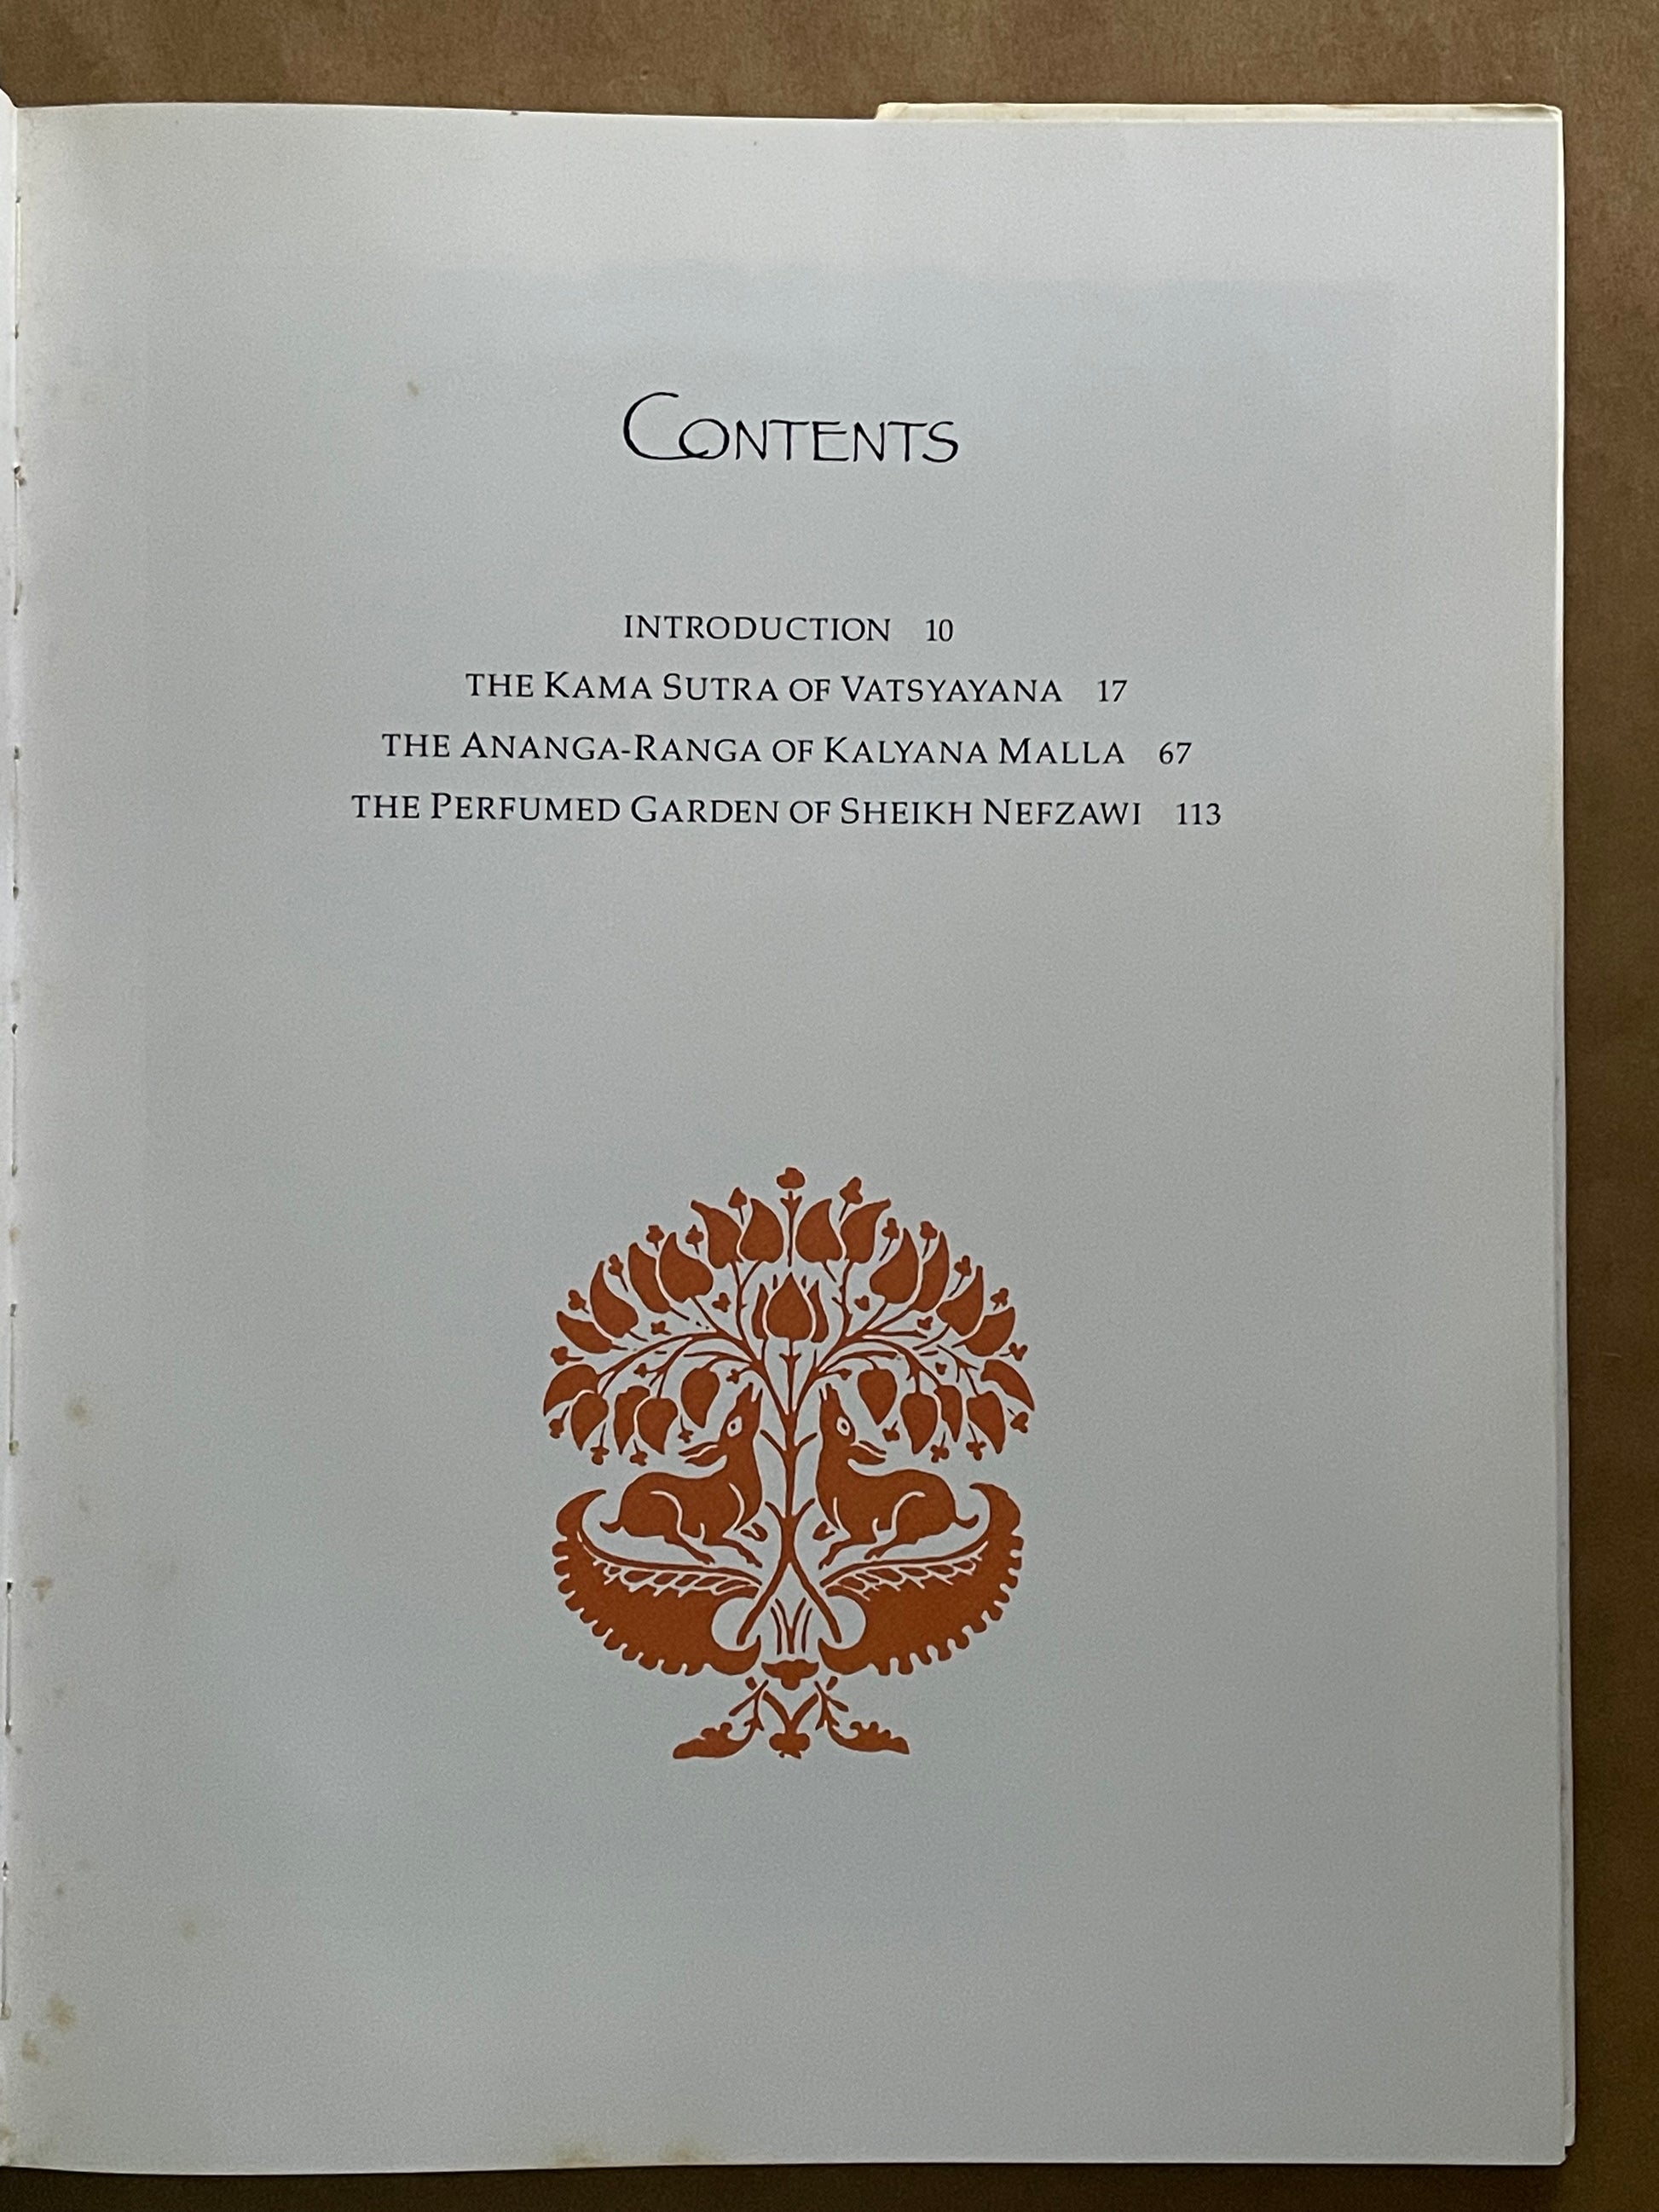 CONTENTS
INTRODUCTION 10
THE KAMA SUTRA OF VATSYAYANA 17
THE ANANGA-RANGA OF KALYANA MALLA 67
THE PERFUMED GARDEN OF SHEIKH NEFZAWI 113